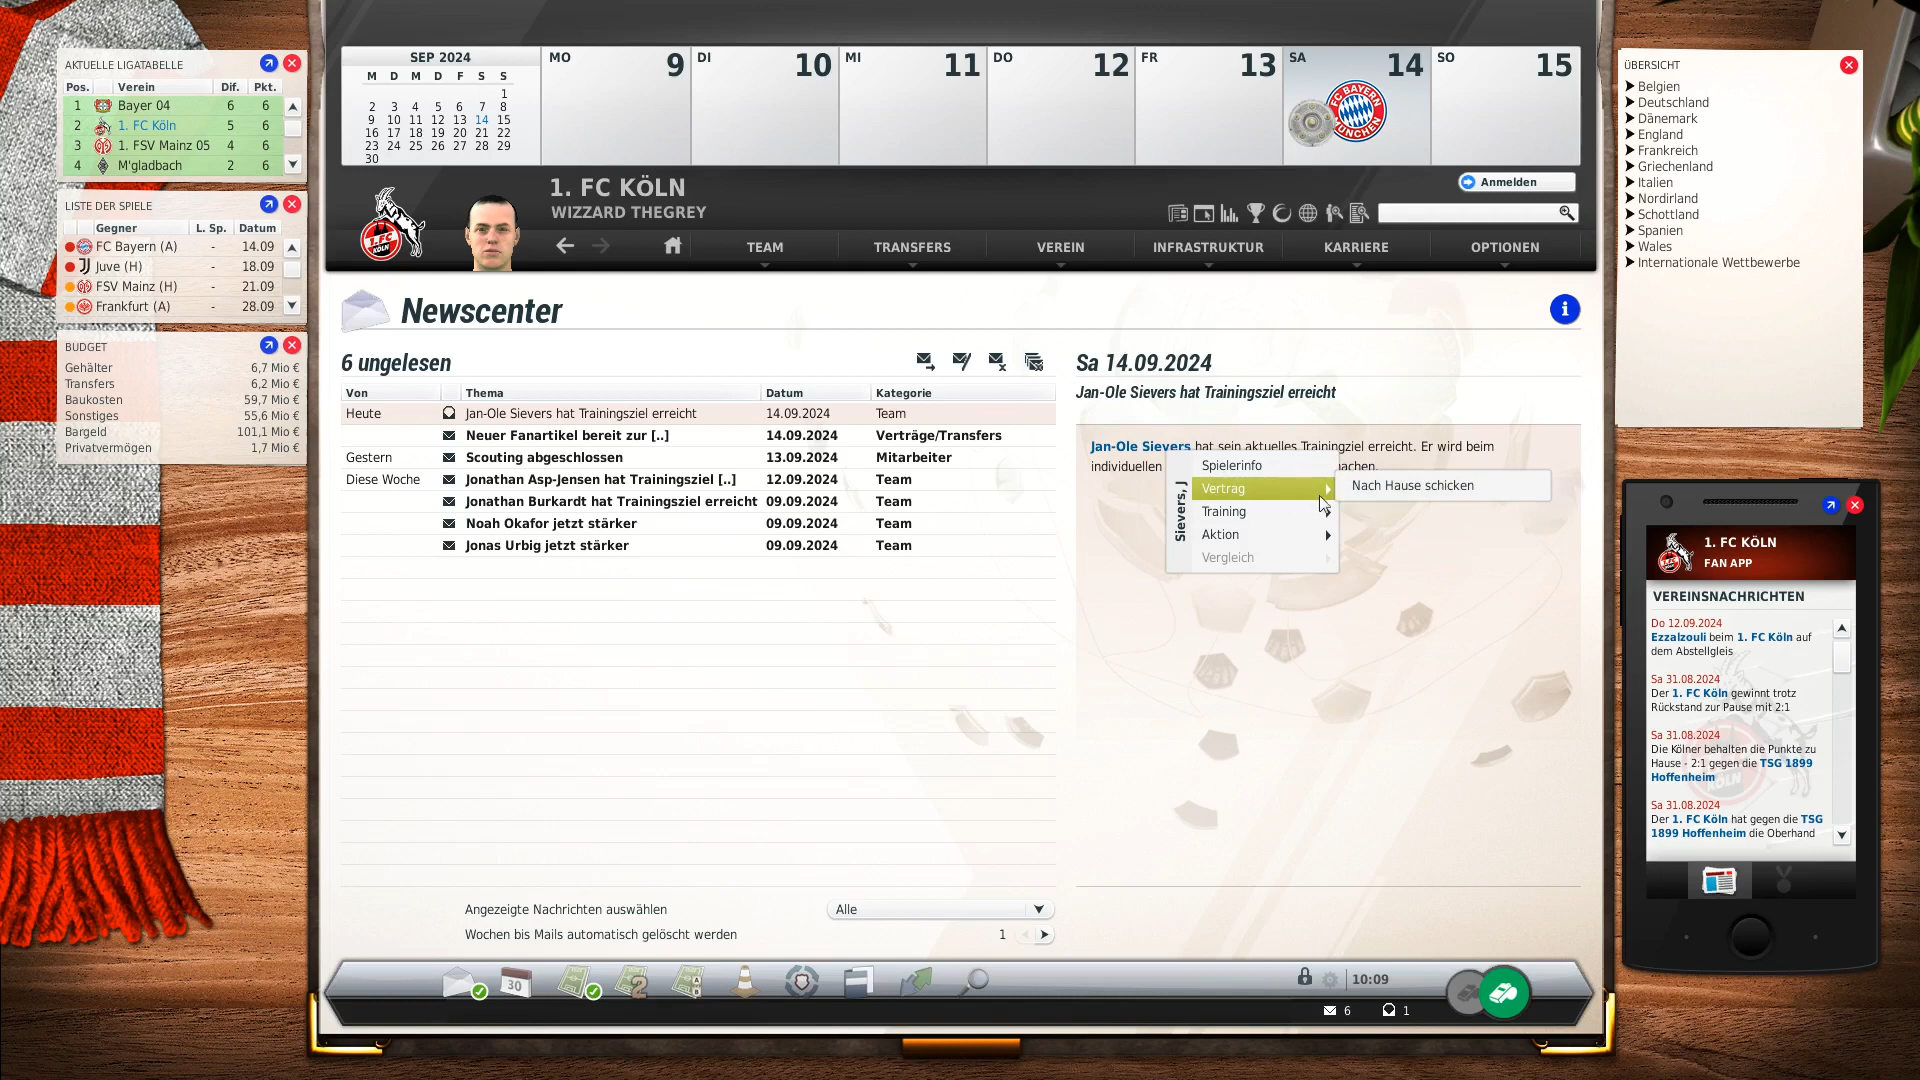 AKTUELLE LIGATABELLE
Pos. Verein Dif. Pkt.
1 Bayer 04 6 6
2 1. FC Köln 5 6
3 1. FSV Mainz 05 4 6
4 M'gladbach 2 6
LISTE DER SPIELE
Gegner L. Sp. Datum
FC Bayern (A) - 14.09
Juve (H) - 18.09
FSV Mainz (H) - 21.09
Frankfurt (A) - 28.09
BUDGET
Gehälter 6,7 Mio €
Transfers 6,2 Mio €
Baukosten 59,7 Mio €
Sonstiges 55,6 Mio €
Bargeld 101,1 Mio €
Privatvermögen 1,7 Mio €
SEP 2024
M D M D F S S
1
2 3 4 5 6 7 8
9 10 11 12 13 14 15
16 17 18 19 20 21 22
23 24 25 26 27 28 29
30
MO 9
DI 10
MI 11
DO 12
FR 13
SA 14
FC BAYERN
MÜNCHEN
SO 15
1. FC KÖLN
WIZZARD THEGREY
1.FC
KÖLN
Anmelden
TEAM TRANSFERS VEREIN INFRASTRUKTUR KARRIERE OPTIONEN
Newscenter
6 ungelesen
Von Thema Datum Kategorie
Heute Jan-Ole Sievers hat Trainingsziel erreicht 14.09.2024 Team
Neuer Fanartikel bereit zur [..] 14.09.2024 Verträge/Transfers
Gestern Scouting abgeschlossen 13.09.2024 Mitarbeiter
Diese Woche Jonathan Asp-Jensen hat Trainingsziel [..] 12.09.2024 Team
Jonathan Burkardt hat Trainingsziel erreicht 09.09.2024 Team
Noah Okafor jetzt stärker 09.09.2024 Team
Jonas Urbig jetzt stärker 09.09.2024 Team
Angezeigte Nachrichten auswählen Alle
Wochen bis Mails automatisch gelöscht werden 1
Sa 14.09.2024
Jan-Ole Sievers hat Trainingsziel erreicht
Jan-Ole Sievers hat sein aktuelles Trainingziel erreicht. Er wird beim
individuellen
Sievers, J
Spielerinfo
Vertrag
Nach Hause schicken
Training
Aktion
Vergleich
30
2
A
B
10:09
6 1
ÜBERSICHT
Belgien
Deutschland
Dänemark
England
Frankreich
Griechenland
Italien
Nordirland
Schottland
Spanien
Wales
Internationale Wettbewerbe
1. FC KÖLN
FAN APP
VEREINSNACHRICHTEN
Do 12.09.2024
Ezzalzouli beim 1. FC Köln auf
dem Abstellgleis
Sa 31.08.2024
Der 1. FC Köln gewinnt trotz
Rückstand zur Pause mit 2:1
Sa 31.08.2024
Die Kölner behalten die Punkte zu
Hause - 2:1 gegen die TSG 1899
Hoffenheim
Sa 31.08.2024
Der 1. FC Köln hat gegen die TSG
1899 Hoffenheim die Oberhand